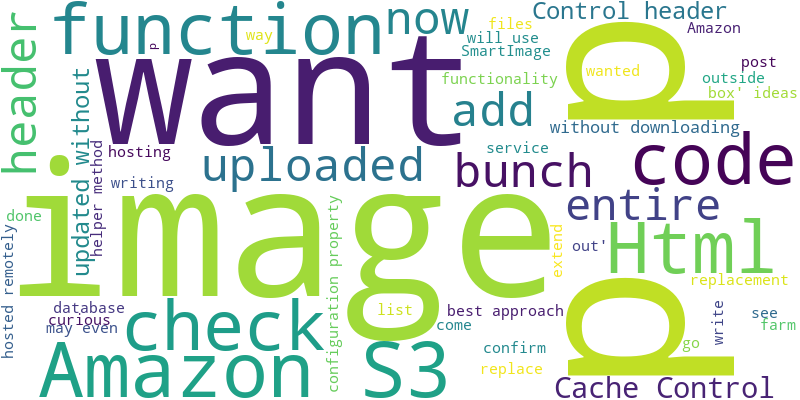 function
now
Control header
Amazon
files
way
will use
SmartImage
header
want
p p
wanted
post
functionality
outside
box' ideas
add
without downloading
updated without
hosting
helper method
uploaded
service
bunch
code
writing
image
entire
done
Html
extend
out'
hosted remotely
configuration property
replacement
database
curious
may even
check
list
best approach
come
write
see
farm
go
confirm
replace
Amazon S3
Cache Control